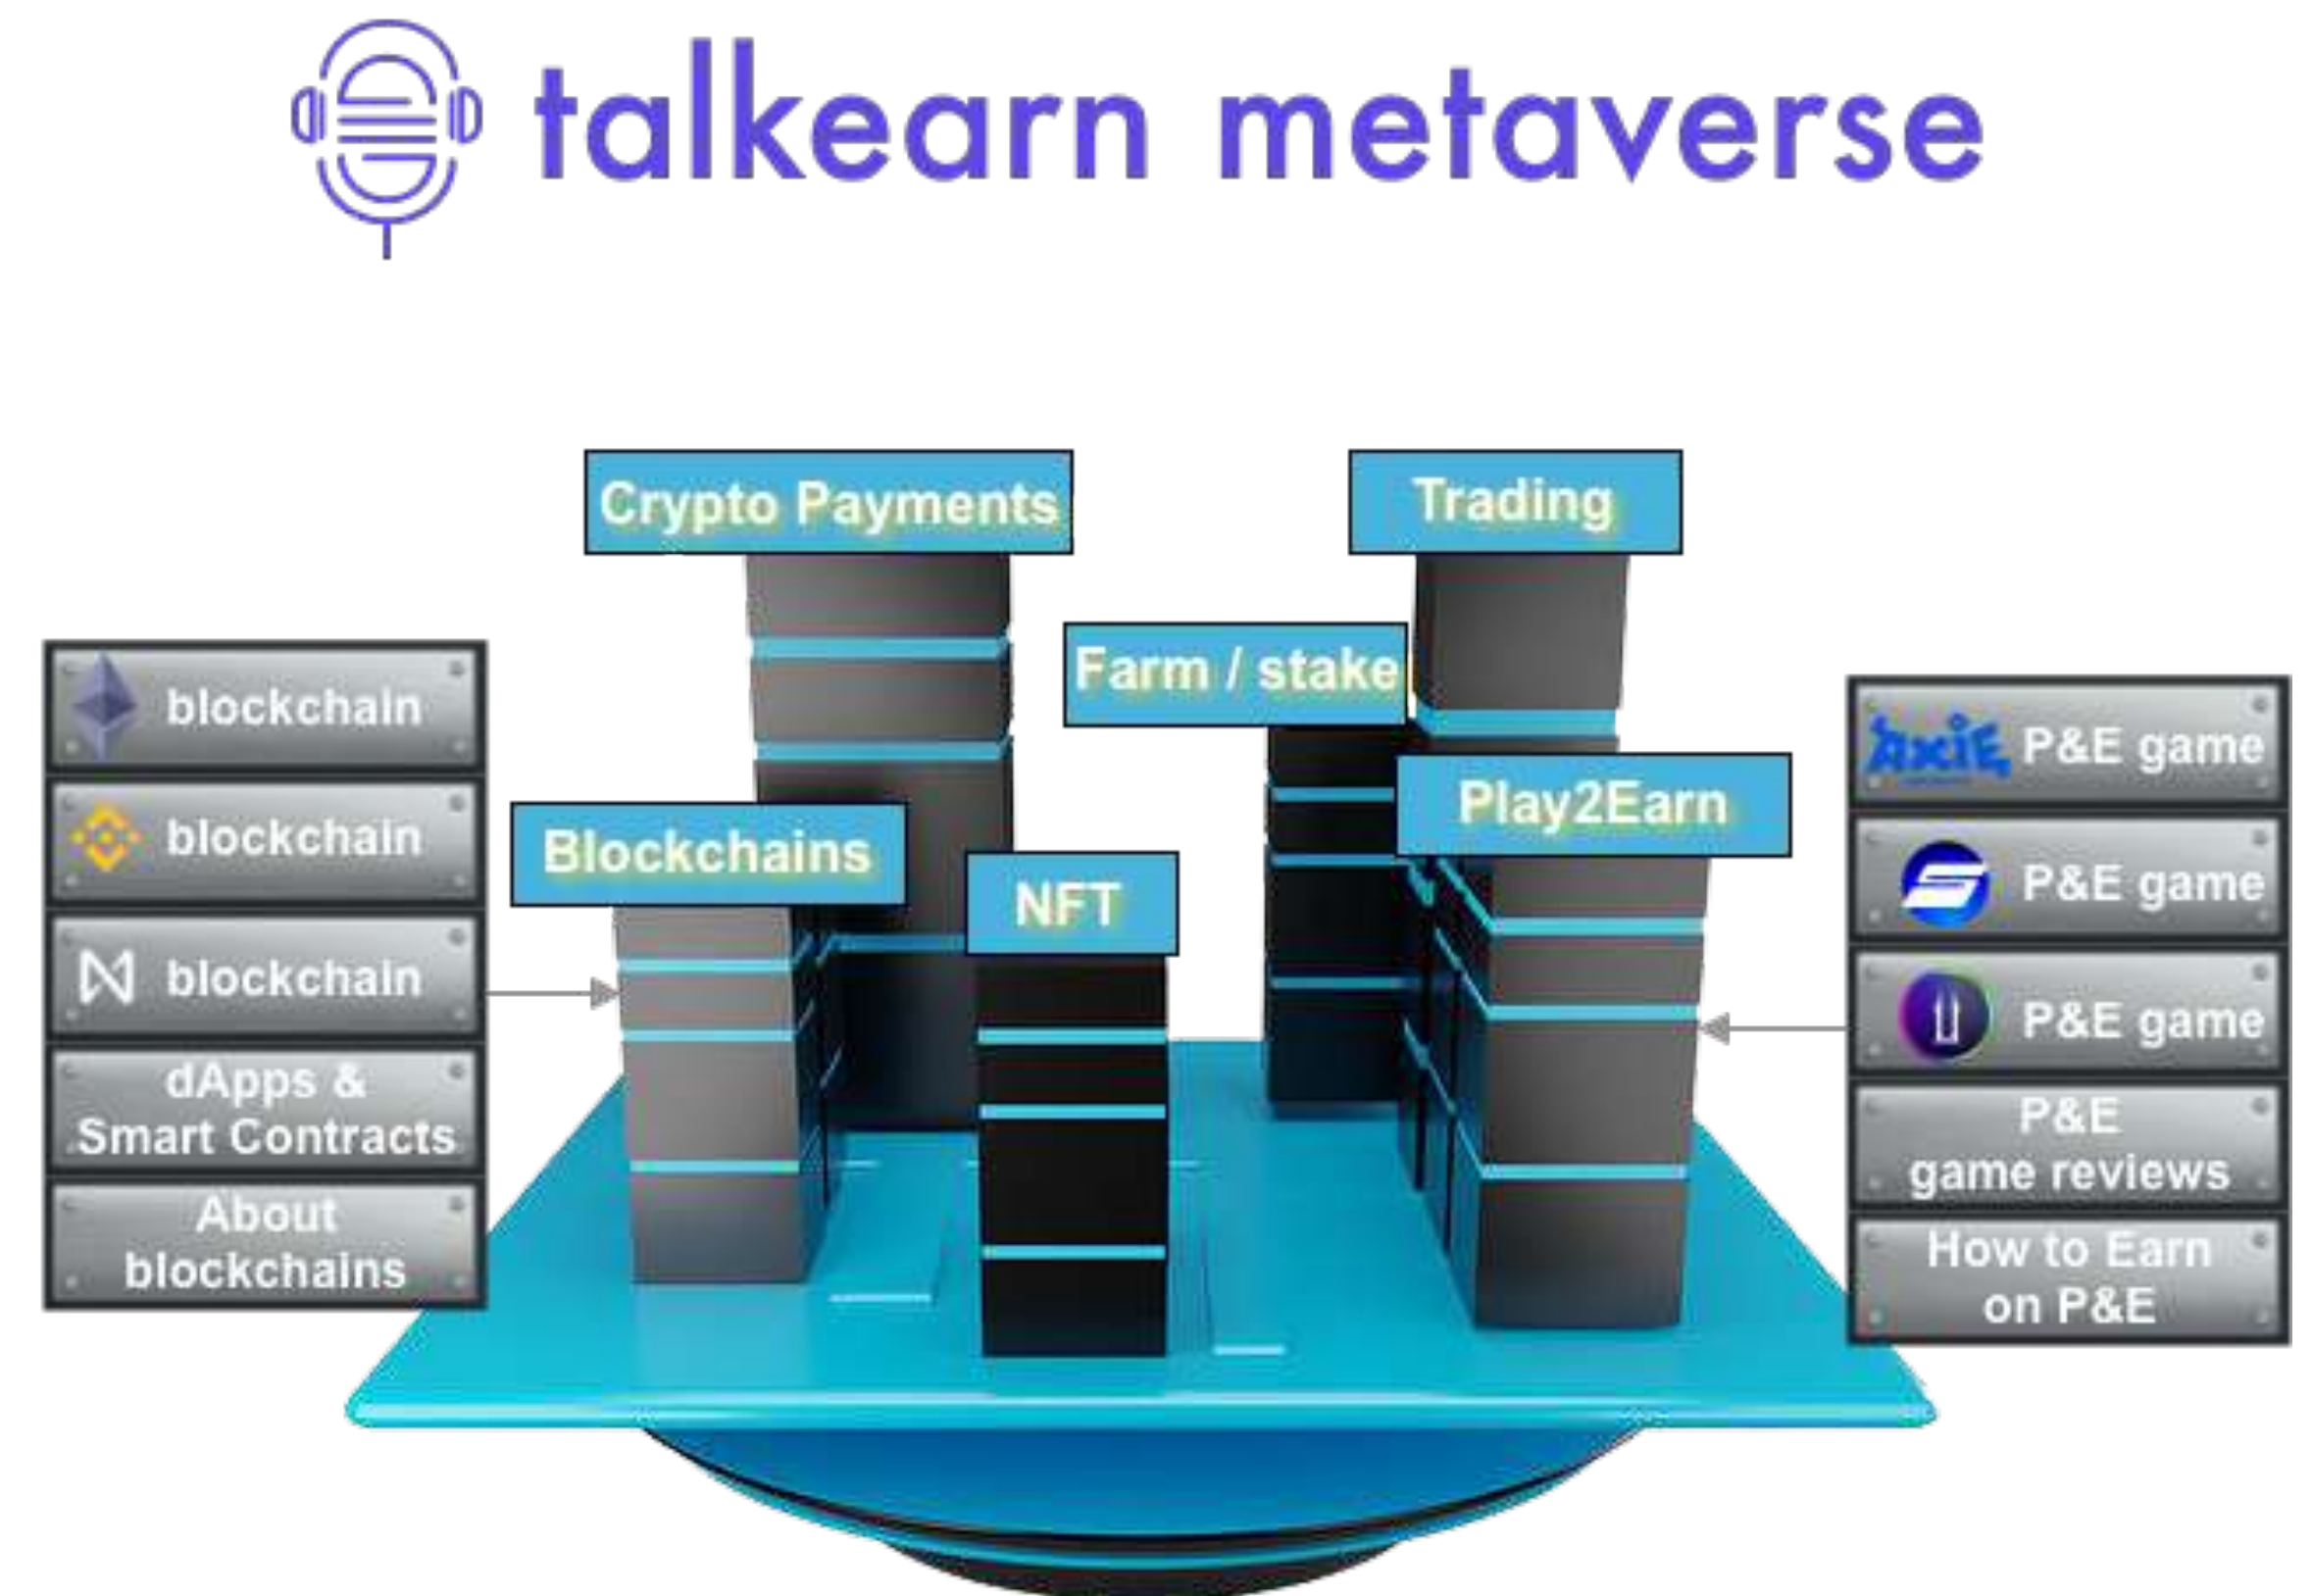 talkearn metaverse
Crypto Payments
Trading
Farm / stake
Play2Earn
Blockchains
NFT
blockchain
blockchain
blockchain
dApps &
Smart Contracts
About
blockchains
AXIE P&E game
P&E game
P&E game
P&E
game reviews
How to Earn
on P&E